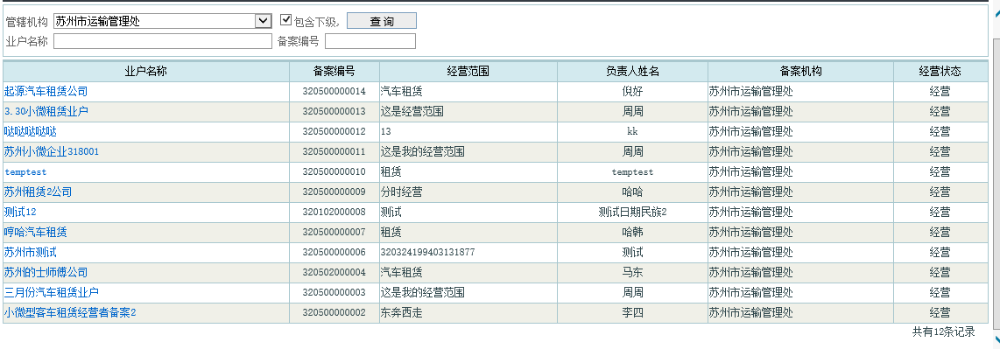 管辖机构 苏州市运输管理处 包含下级, 查 询
业户名称 备案编号
业户名称 备案编号 经营范围 负责人姓名 备案机构 经营状态
起源汽车租赁公司 320500000014 汽车租赁 倪好 苏州市运输管理处 经营
3.30小微租赁业户 320500000013 这是经营范围 周周 苏州市运输管理处 经营
哒哒哒哒哒 320500000012 13 kk 苏州市运输管理处 经营
苏州小微企业318001 320500000011 这是我的经营范围 周周 苏州市运输管理处 经营
temptest 320500000010 租赁 temptest 苏州市运输管理处 经营
苏州租赁2公司 320500000009 分时经营 哈哈 苏州市运输管理处 经营
测试12 320102000008 测试 测试日期民族2 苏州市运输管理处 经营
哼哈汽车租赁 320500000007 租赁 哈韩 苏州市运输管理处 经营
苏州市测试 320500000006 320324199403131877 测试 苏州市运输管理处 经营
苏州的士师傅公司 320502000004 汽车租赁 马东 苏州市运输管理处 经营
三月份汽车租赁业户 320500000003 这是我的经营范围 周周 苏州市运输管理处 经营
小微型客车租赁经营者备案2 320500000002 东奔西走 李四 苏州市运输管理处 经营
共有12条记录